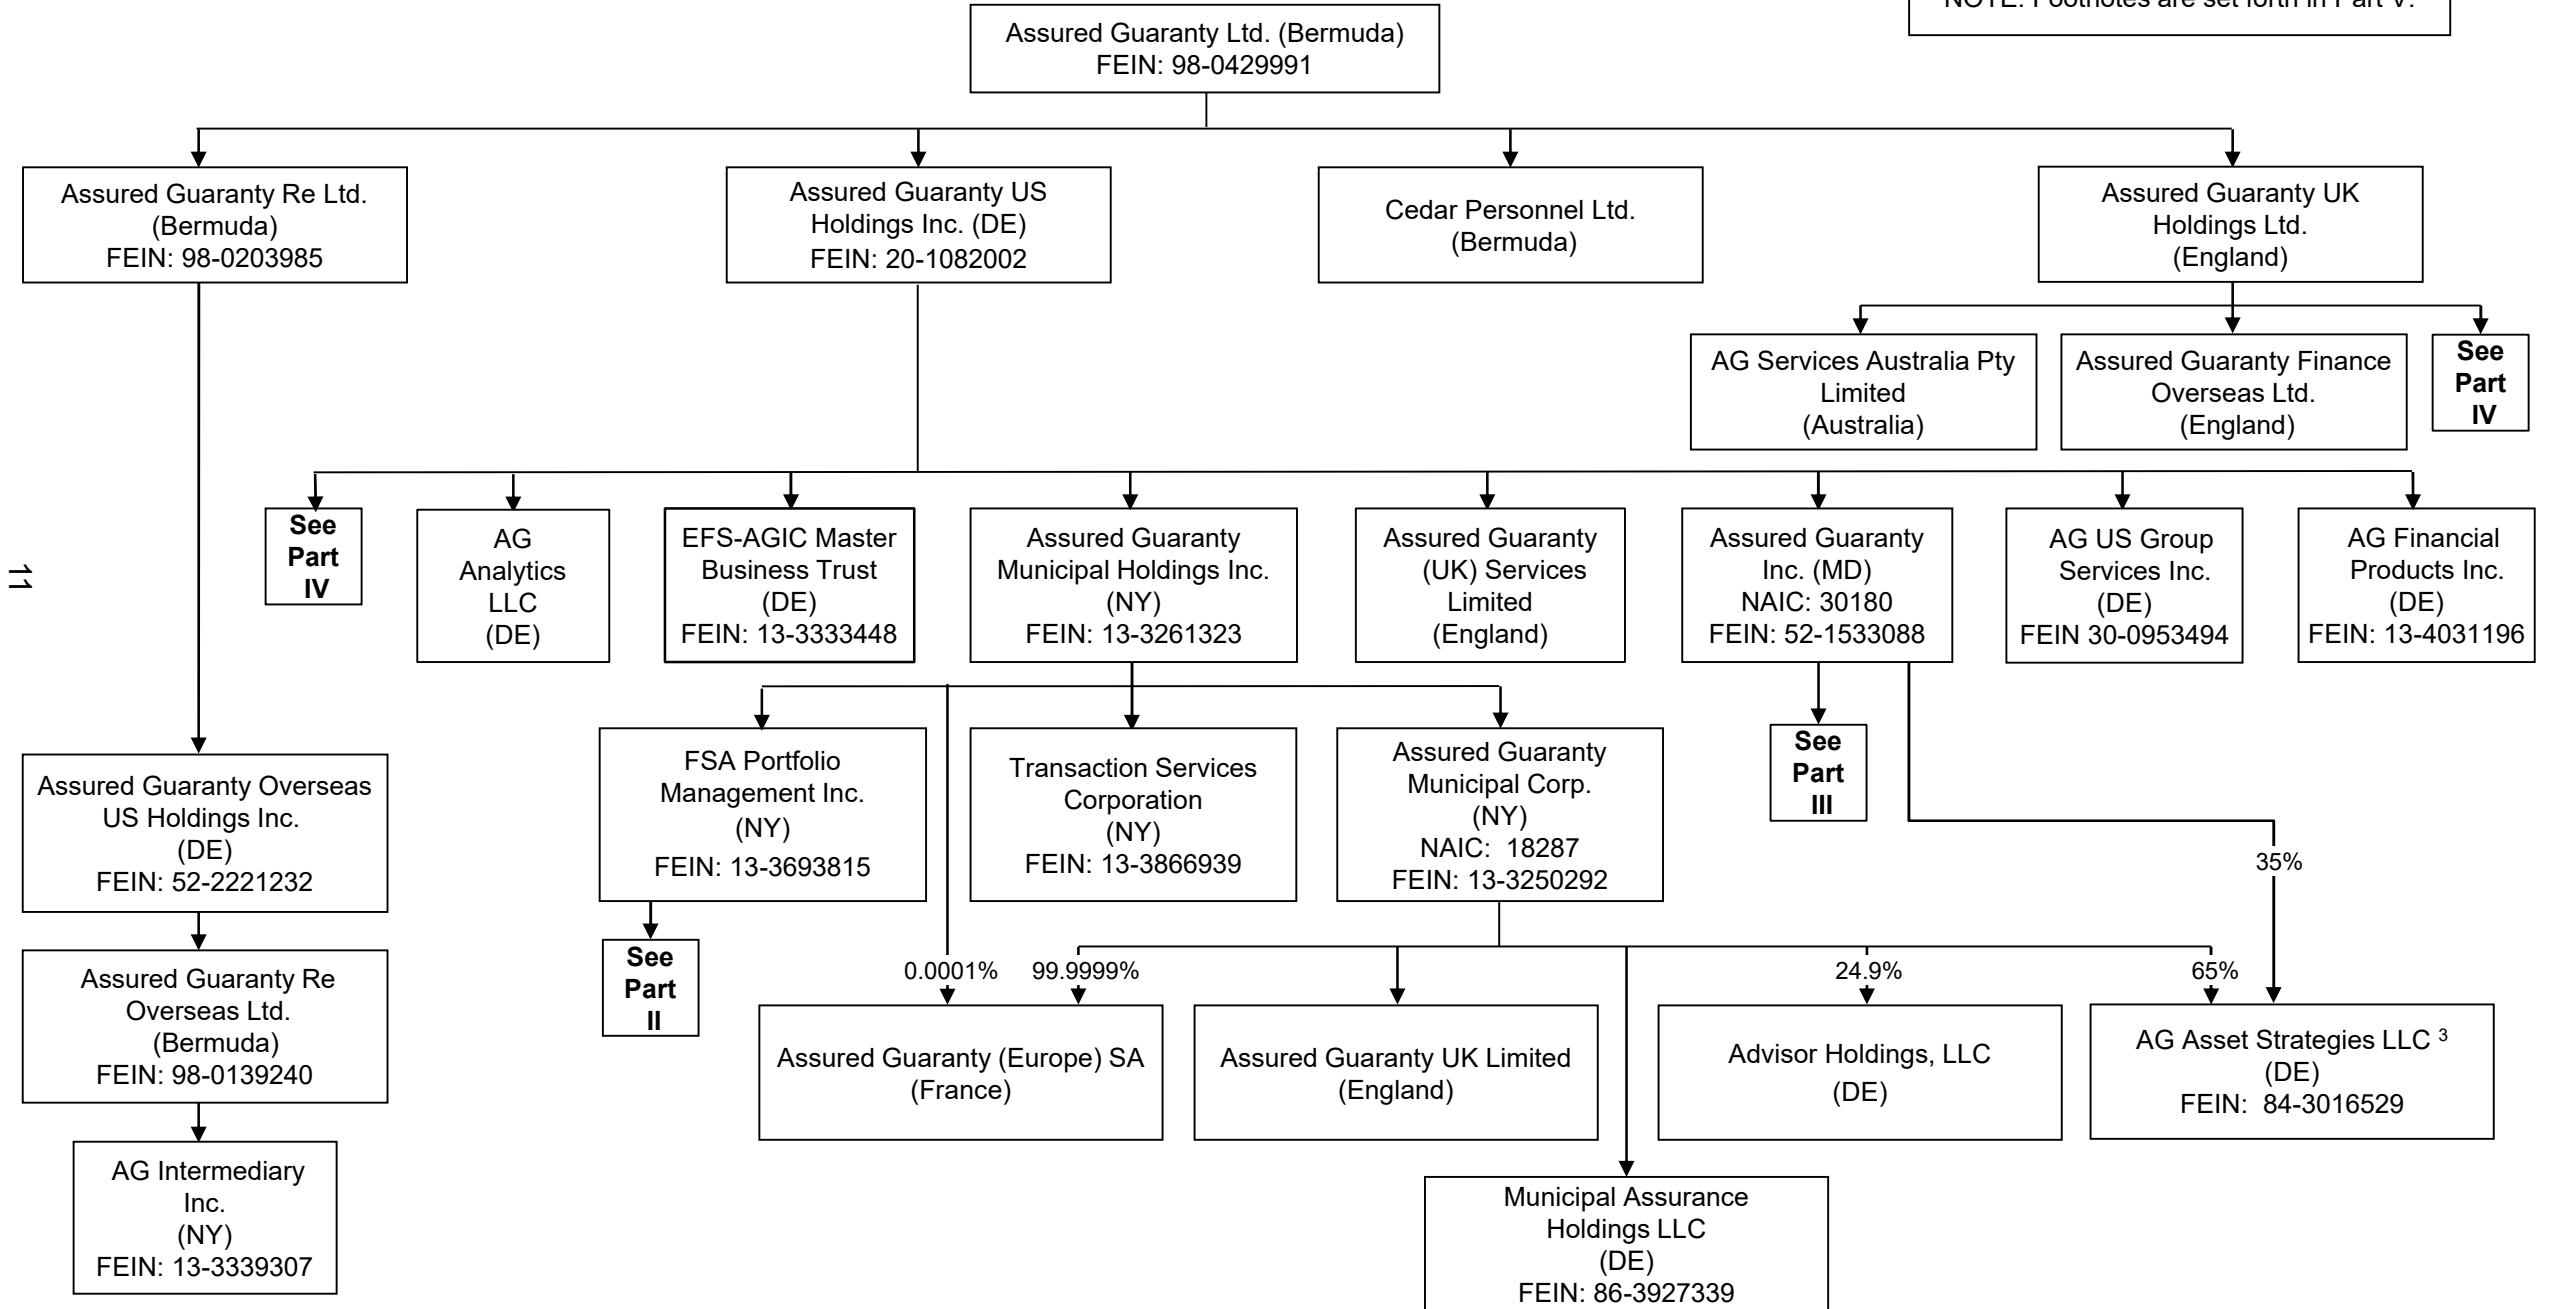 NOTE: Footnotes are set forth in Part V.
Assured Guaranty Ltd. (Bermuda)
FEIN: 98-0429991
Assured Guaranty Re Ltd.
(Bermuda)
FEIN: 98-0203985
Assured Guaranty US
Holdings Inc. (DE)
FEIN: 20-1082002
Cedar Personnel Ltd.
(Bermuda)
Assured Guaranty UK
Holdings Ltd.
(England)
AG Services Australia Pty
Limited
(Australia)
Assured Guaranty Finance
Overseas Ltd.
(England)
See
Part
IV
See
Part
IV
AG
Analytics
LLC
(DE)
EFS-AGIC Master
Business Trust
(DE)
FEIN: 13-3333448
Assured Guaranty
Municipal Holdings Inc.
(NY)
FEIN: 13-3261323
Assured Guaranty
(UK) Services
Limited
(England)
Assured Guaranty
Inc. (MD)
NAIC: 30180
FEIN: 52-1533088
AG US Group
Services Inc.
(DE)
FEIN 30-0953494
AG Financial
Products Inc.
(DE)
FEIN: 13-4031196
11
Assured Guaranty Overseas
US Holdings Inc.
(DE)
FEIN: 52-2221232
FSA Portfolio
Management Inc.
(NY)
FEIN: 13-3693815
Transaction Services
Corporation
(NY)
FEIN: 13-3866939
Assured Guaranty
Municipal Corp.
(NY)
NAIC: 18287
FEIN: 13-3250292
See
Part
III
35%
See
Part
II
0.0001%
99.9999%
24.9%
65%
Assured Guaranty Re
Overseas Ltd.
(Bermuda)
FEIN: 98-0139240
Assured Guaranty (Europe) SA
(France)
Assured Guaranty UK Limited
(England)
Advisor Holdings, LLC
(DE)
AG Asset Strategies LLC 3
(DE)
FEIN: 84-3016529
AG Intermediary
Inc.
(NY)
FEIN: 13-3339307
Municipal Assurance
Holdings LLC
(DE)
FEIN: 86-3927339